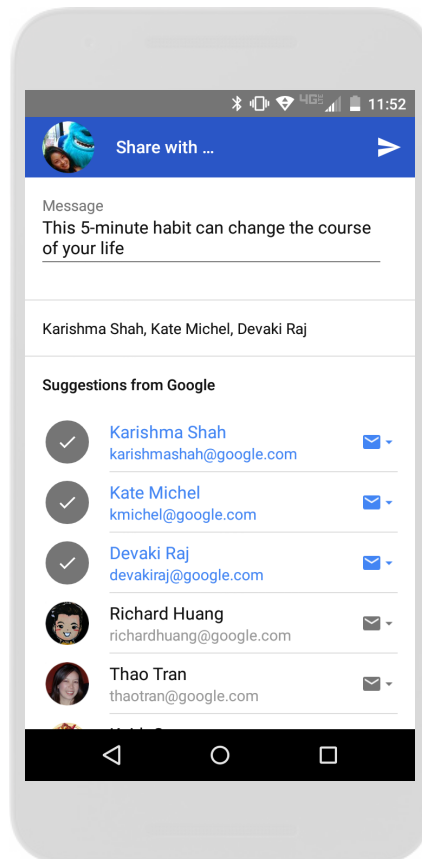 4G 11:52
Share with ...
Message
This 5-minute habit can change the course
of your life
Karishma Shah, Kate Michel, Devaki Raj
Suggestions from Google
Karishma Shah
karishmashah@google.com
Kate Michel
kmichel@google.com
Devaki Raj
devakiraj@google.com
Richard Huang
richardhuang@google.com
Thao Tran
thaotran@google.com